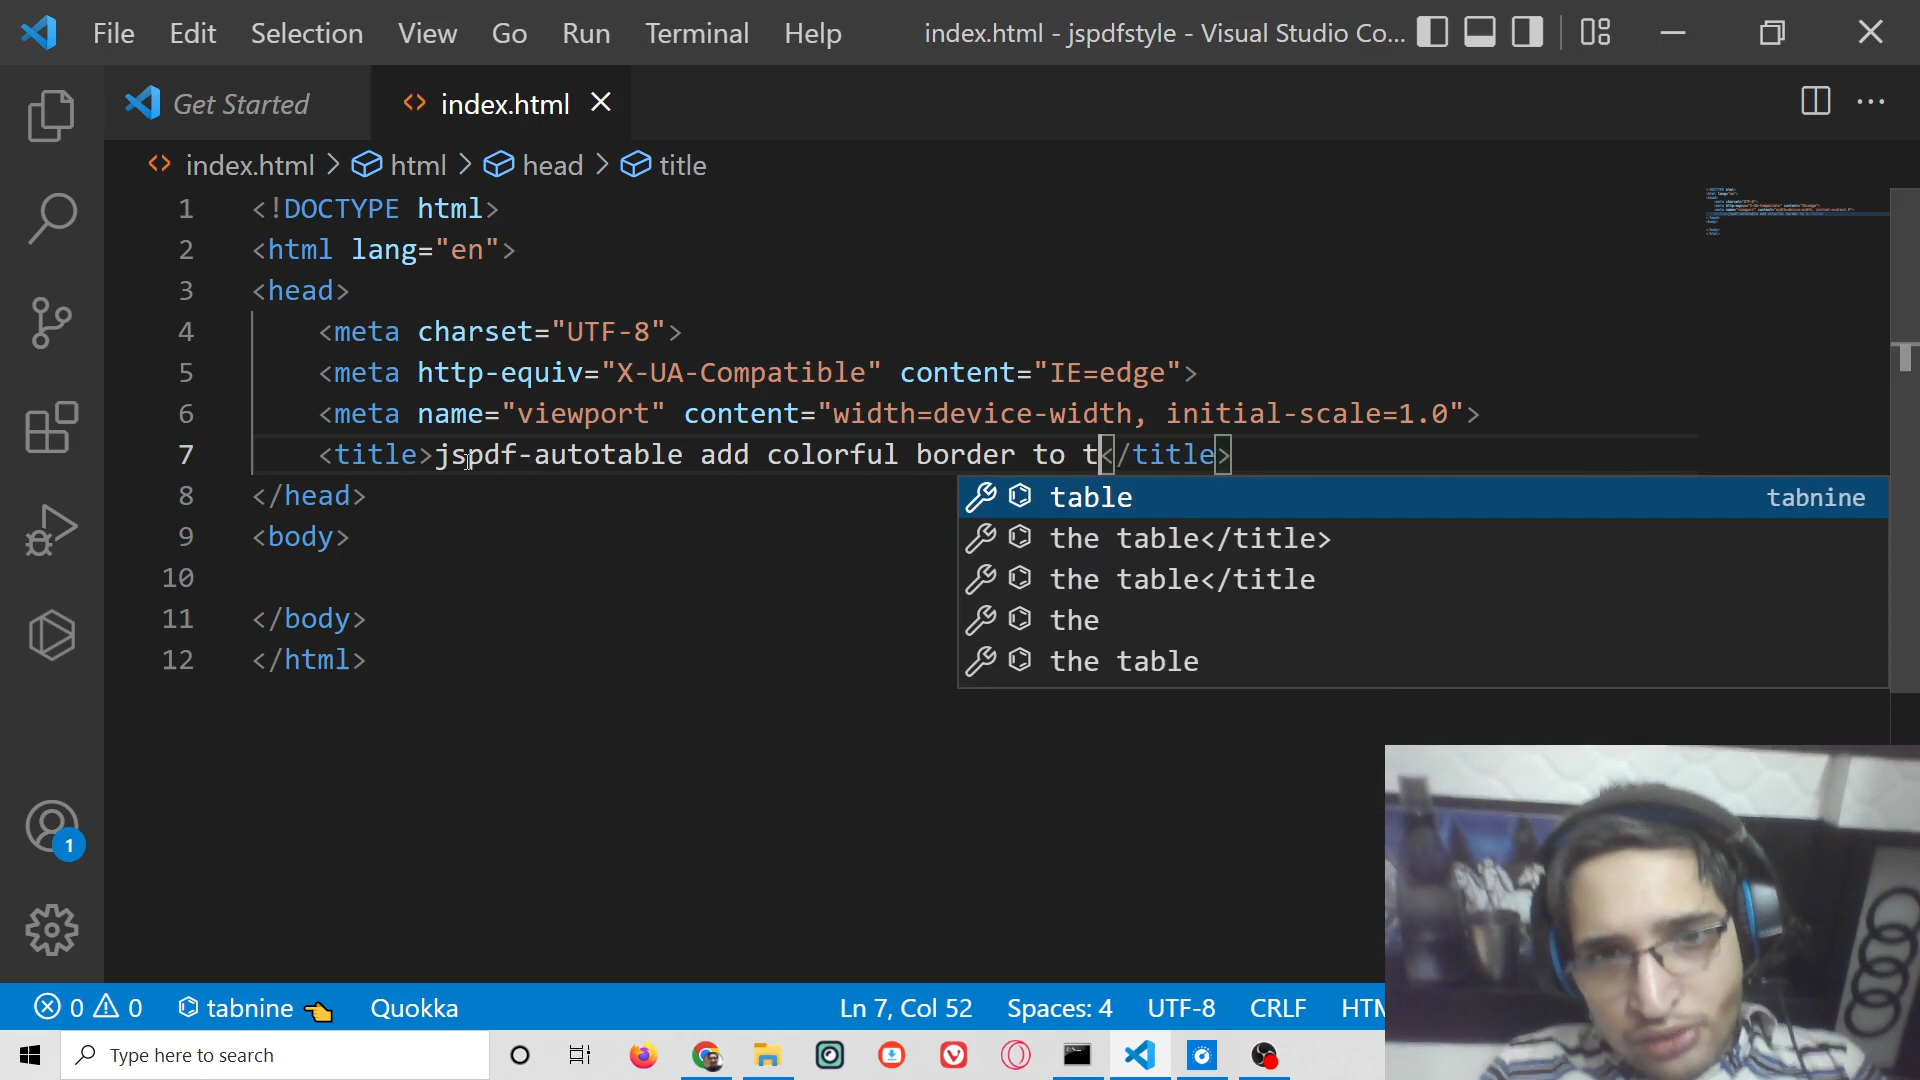 File Edit Selection View Go Run Terminal Help index.html - jspdfstyle - Visual Studio Co...
Get Started index.html
index.html > html > head > title
1 <!DOCTYPE html>
2 <html lang="en">
3 <head>
4 <meta charset="UTF-8">
5 <meta http-equiv="X-UA-Compatible" content="IE=edge">
6 <meta name="viewport" content="width=device-width, initial-scale=1.0">
7 <title>jspdf-autotable add colorful border to t</title>
8 </head>
9 <body>
10
11 </body>
12 </html>
table tabnine
the table</title>
the table</title
the
the table
1
0 0 tabnine Quokka Ln 7, Col 52 Spaces: 4 UTF-8 CRLF
Type here to search